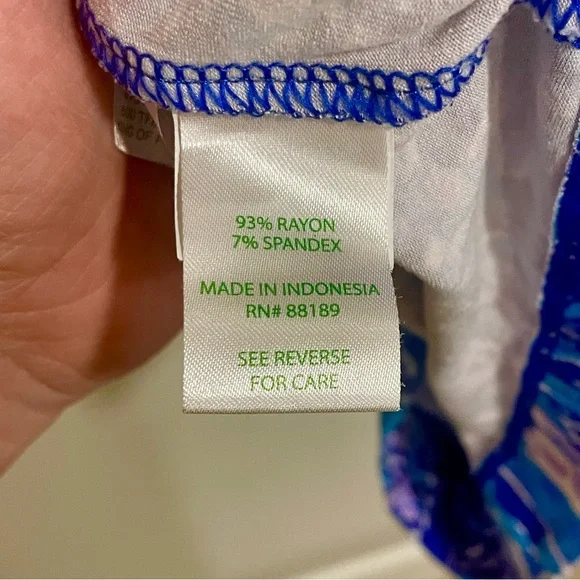 93% RAYON
7% SPANDEX
MADE IN INDONESIA
RN# 88189
SEE REVERSE
FOR CARE